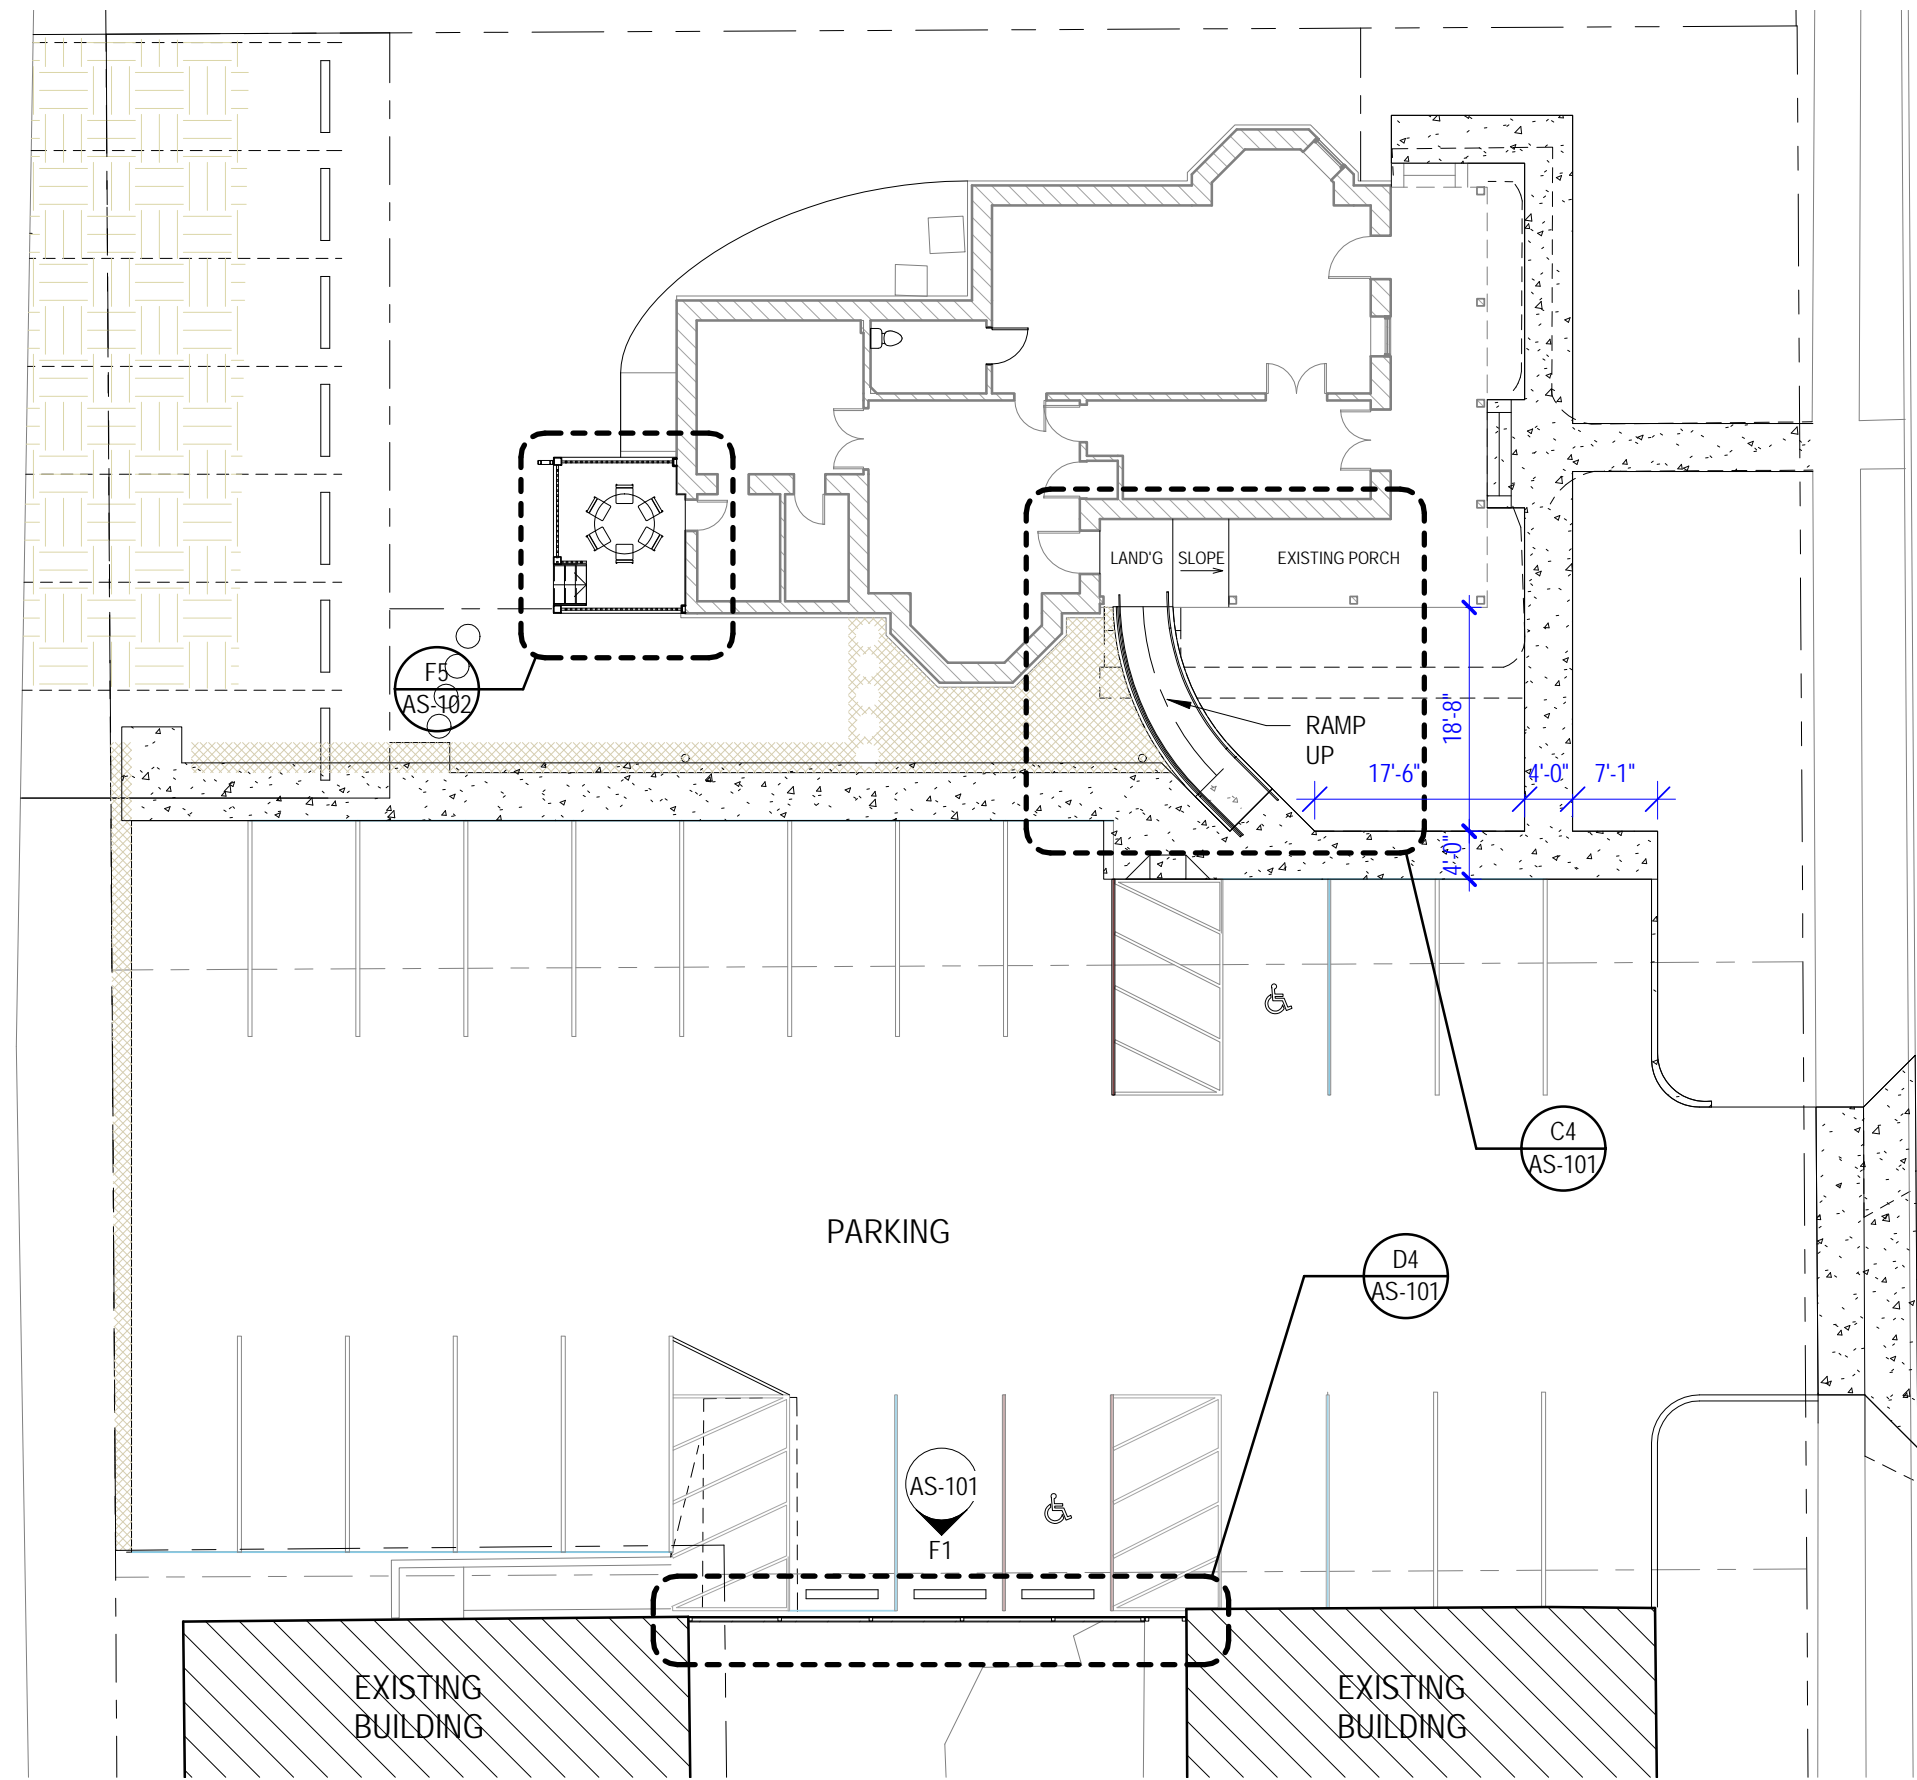 LAND'G
SLOPE
EXISTING PORCH
F5
AS-102
RAMP
UP
18'-8"
17'-6"
4'-0"
7'-1"
4'-0"
C4
AS-101
PARKING
D4
AS-101
AS-101
F1
EXISTING
BUILDING
EXISTING
BUILDING